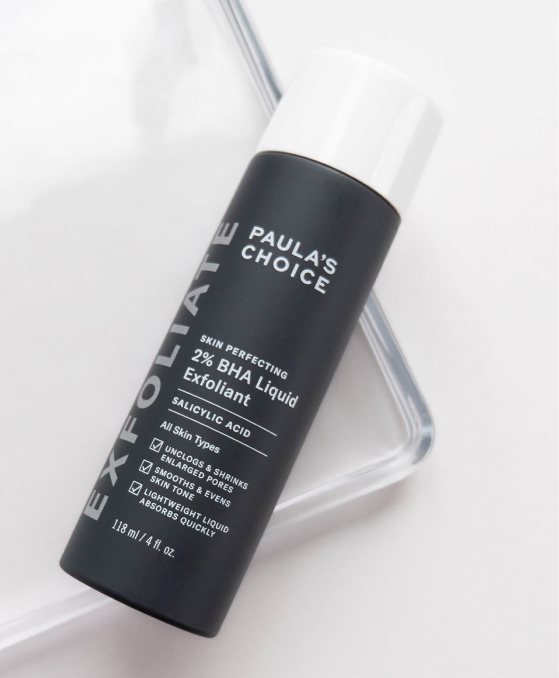 EXFOLIATE
PAULA'S
CHOICE
SKIN PERFECTING
2% BHA Liquid
Exfoliant
SALICYLIC ACID
All Skin Types
UNCLOGS & SHRINKS
ENLARGED PORES
SMOOTHS & EVENS
SKIN TONE
LIGHTWEIGHT LIQUID
ABSORBS QUICKLY
118 ml / 4 fl. oz.